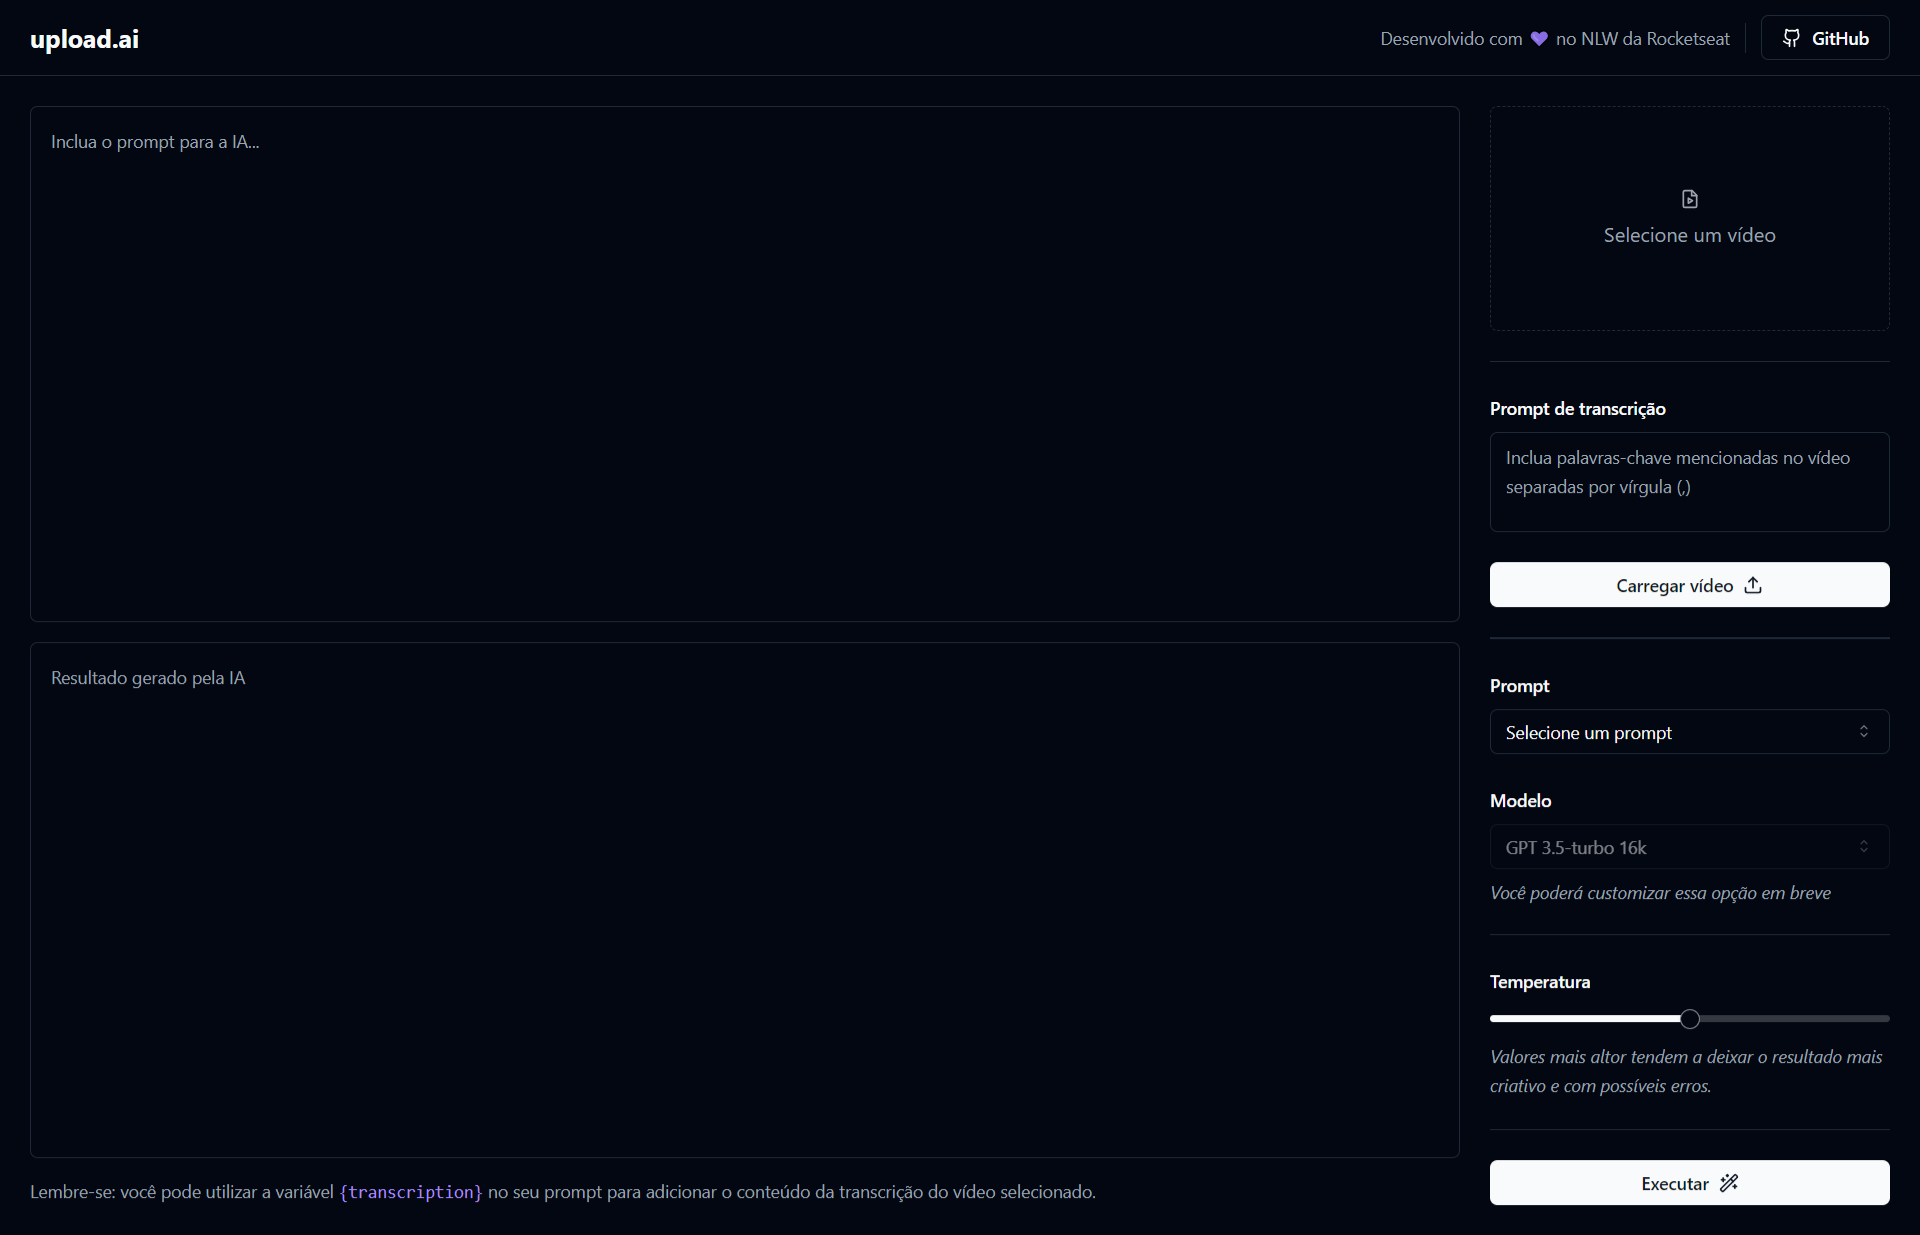 upload.ai
Desenvolvido com 💜 no NLW da Rocketseat
GitHub
Inclua o prompt para a IA...
Resultado gerado pela IA
Lembre-se: você pode utilizar a variável {transcription} no seu prompt para adicionar o conteúdo da transcrição do vídeo selecionado.
Selecione um vídeo
Prompt de transcrição
Inclua palavras-chave mencionadas no vídeo
separadas por vírgula (,)
Carregar vídeo
Prompt
Selecione um prompt
Modelo
GPT 3.5-turbo 16k
Você poderá customizar essa opção em breve
Temperatura
Valores mais altor tendem a deixar o resultado mais
criativo e com possíveis erros.
Executar